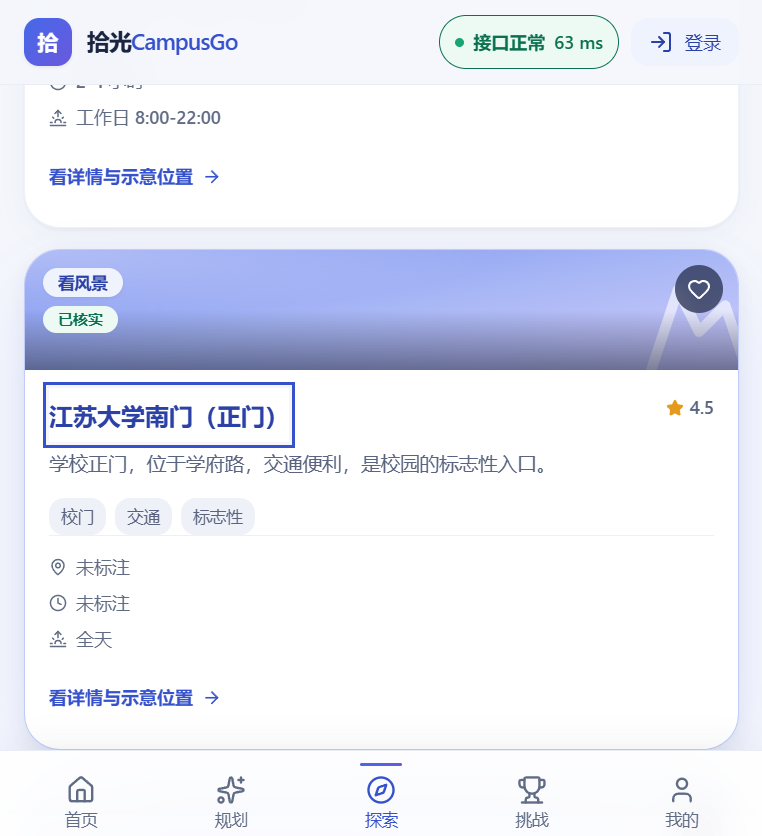 拾 拾光CampusGo 接口正常 63 ms 登录
工作日 8:00-22:00
看详情与示意位置
看风景
已核实
江苏大学南门（正门） 4.5
学校正门，位于学府路，交通便利，是校园的标志性入口。
校门 交通 标志性
未标注
未标注
全天
看详情与示意位置
首页 规划 探索 挑战 我的